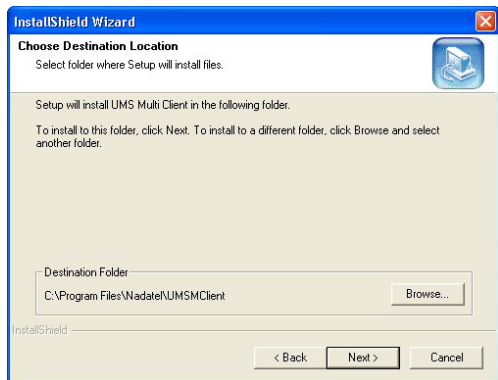 InstallShield Wizard
Choose Destination Location
Select folder where Setup will install files.
Setup will install UMS Multi Client in the following folder.
To install to this folder, click Next. To install to a different folder, click Browse and select
another folder.
Destination Folder
C:\Program Files\Nadatel\UMSMClient
Browse...
InstallShield
< Back
Next >
Cancel